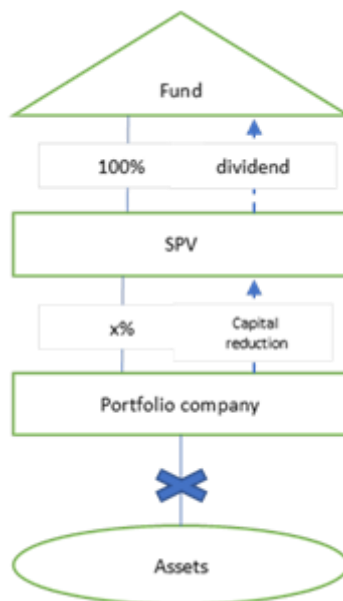 Fund
100%
dividend
SPV
x%
Capital
reduction
Portfolio company
Assets